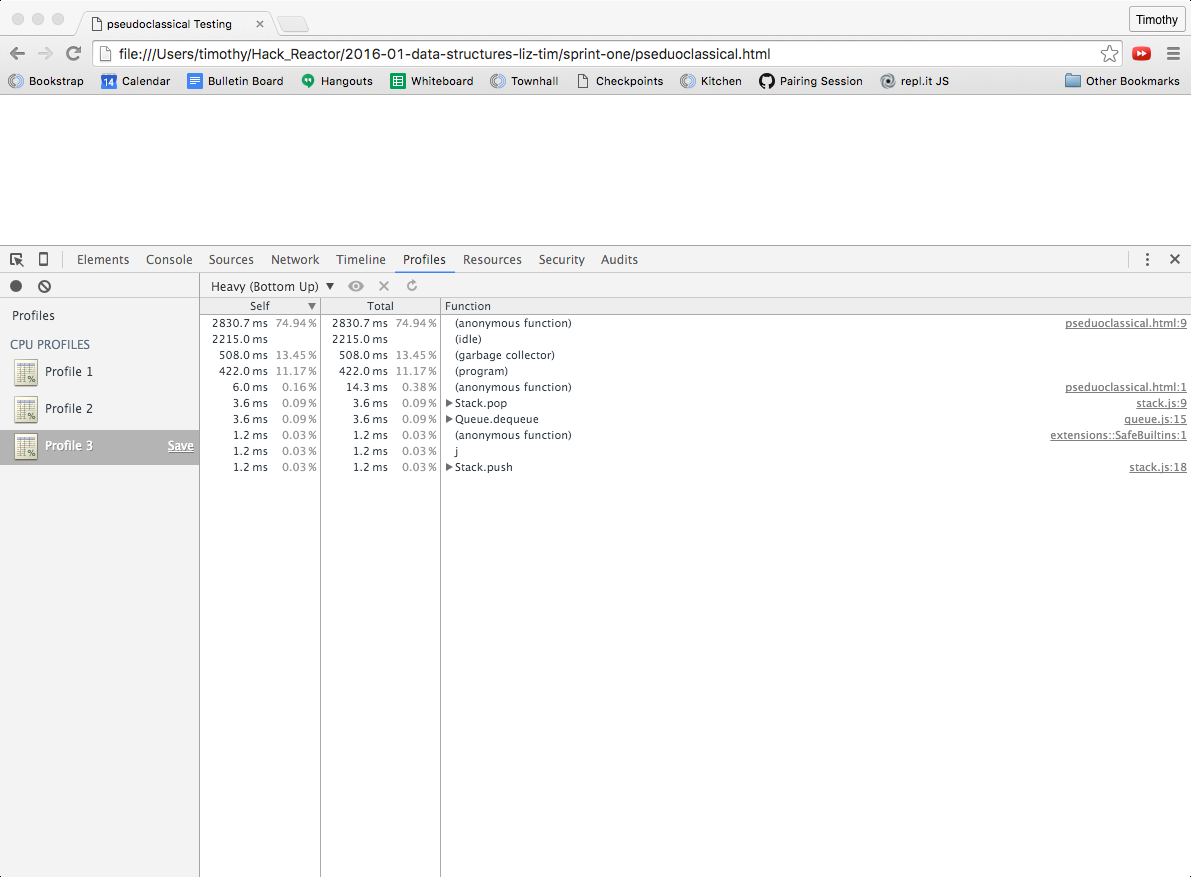 pseudoclassical Testing
Timothy
file:///Users/timothy/Hack_Reactor/2016-01-data-structures-liz-tim/sprint-one/pseduoclassical.html
Bookstrap 14 Calendar Bulletin Board Hangouts Whiteboard Townhall Checkpoints Kitchen Pairing Session repl.it JS Other Bookmarks
Elements Console Sources Network Timeline Profiles Resources Security Audits
Heavy (Bottom Up) ▼
Profiles
CPU PROFILES
Profile 1
Profile 2
Profile 3 Save
Self ▼ Total Function
2830.7 ms 74.94 % 2830.7 ms 74.94 % (anonymous function) pseduoclassical.html:9
2215.0 ms 2215.0 ms (idle)
508.0 ms 13.45 % 508.0 ms 13.45 % (garbage collector)
422.0 ms 11.17 % 422.0 ms 11.17 % (program)
6.0 ms 0.16 % 14.3 ms 0.38 % (anonymous function) pseduoclassical.html:1
3.6 ms 0.09 % 3.6 ms 0.09 % ▶Stack.pop stack.js:9
3.6 ms 0.09 % 3.6 ms 0.09 % ▶Queue.dequeue queue.js:15
1.2 ms 0.03 % 1.2 ms 0.03 % (anonymous function) extensions::SafeBuiltins:1
1.2 ms 0.03 % 1.2 ms 0.03 % j
1.2 ms 0.03 % 1.2 ms 0.03 % ▶Stack.push stack.js:18